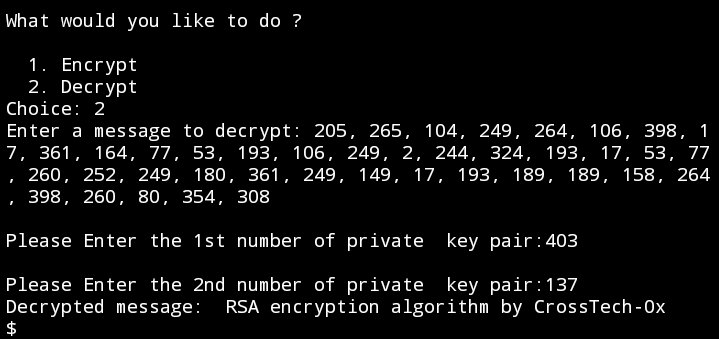 What would you like to do ?
1. Encrypt
2. Decrypt
Choice: 2
Enter a message to decrypt: 205, 265, 104, 249, 264, 106, 398, 1
7, 361, 164, 77, 53, 193, 106, 249, 2, 244, 324, 193, 17, 53, 77
, 260, 252, 249, 180, 361, 249, 149, 17, 193, 189, 189, 158, 264
, 398, 260, 80, 354, 308
Please Enter the 1st number of private  key pair:403
Please Enter the 2nd number of private  key pair:137
Decrypted message:  RSA encryption algorithm by CrossTech-0x
$